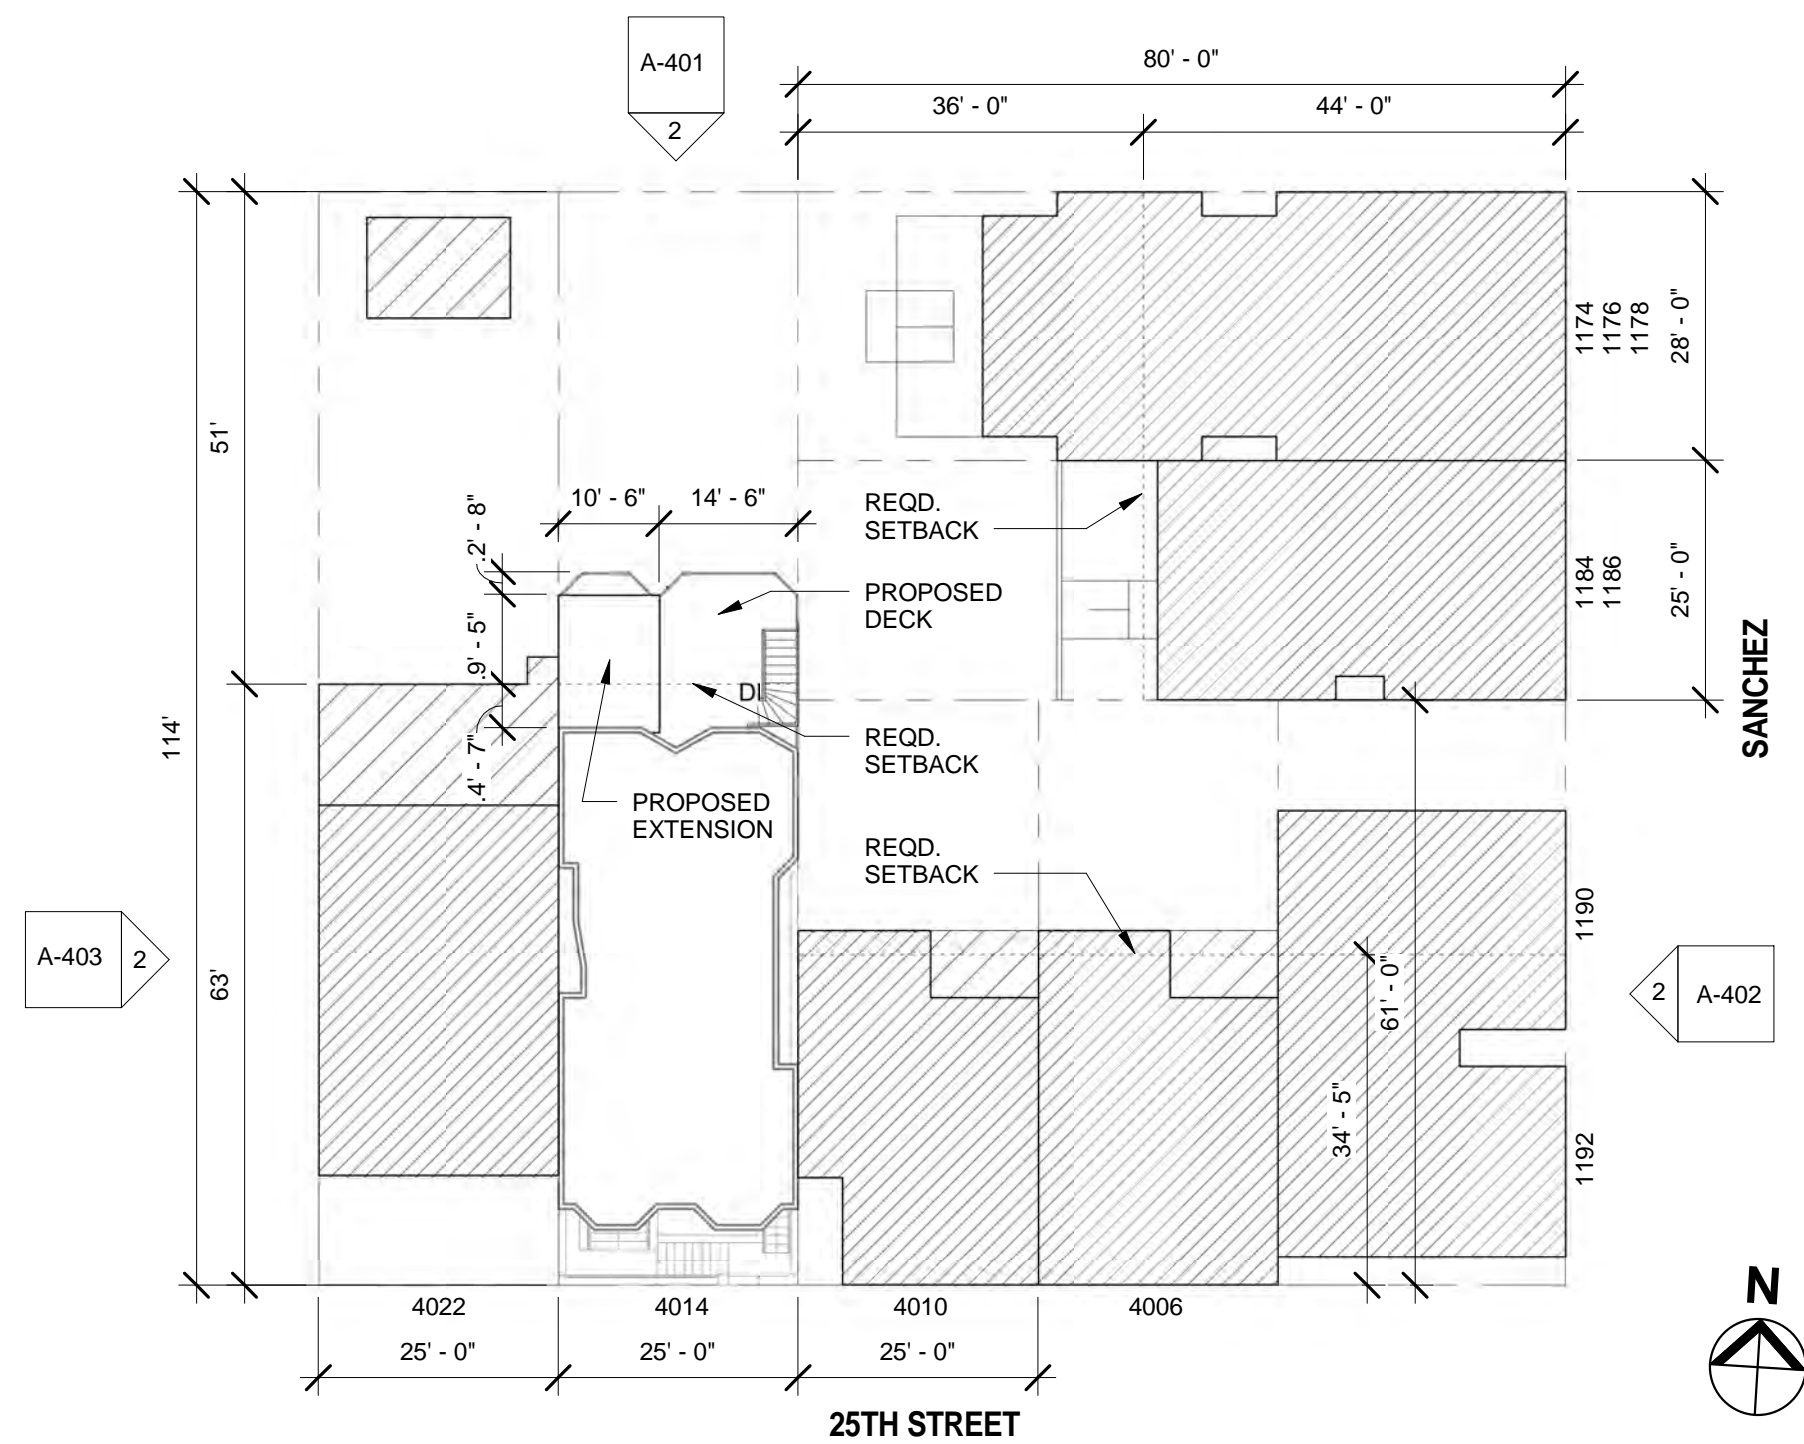 A-401
2
80' - 0"
36' - 0"
44' - 0"
1174
1176
1178
28' - 0"
51'
10' - 6"
14' - 6"
2' - 8"
REQD.
SETBACK
PROPOSED
DECK
1184
1186
25' - 0"
9' - 5"
SANCHEZ
114'
4' - 7"
REQD.
SETBACK
PROPOSED
EXTENSION
REQD.
SETBACK
1190
A-403
2
63'
61' - 0"
2
A-402
34' - 5"
1192
N
4022
4014
4010
4006
25' - 0"
25' - 0"
25' - 0"
25TH STREET